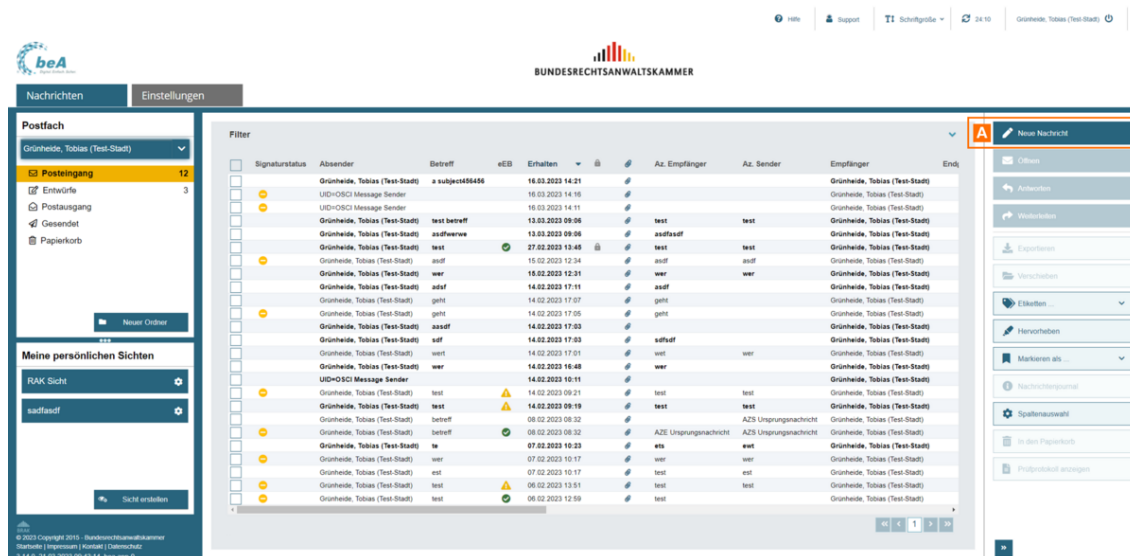 Hilfe Support Schriftgröße 24:10 Grünheide, Tobias (Test-Stadt)
beA
BUNDESRECHTSANWALTSKAMMER
Nachrichten Einstellungen
Postfach
Grünheide, Tobias (Test-Stadt)
Posteingang 12
Entwürfe 3
Postausgang
Gesendet
Papierkorb
Neuer Ordner
Meine persönlichen Sichten
RAK Sicht
sadfasdf
Sicht erstellen
© 2023 Copyright 2015 - Bundesrechtsanwaltskammer
Startseite | Impressum | Kontakt | Datenschutz
Filter
Signaturstatus Absender Betreff eEB Erhalten Az. Empfänger Az. Sender Empfänger
Grünheide, Tobias (Test-Stadt) a subject456456 16.03.2023 14:21 Grünheide, Tobias (Test-Stadt)
UID=OSCI Message Sender 16.03.2023 14:16 Grünheide, Tobias (Test-Stadt)
UID=OSCI Message Sender 16.03.2023 14:11 Grünheide, Tobias (Test-Stadt)
Grünheide, Tobias (Test-Stadt) test betreff 13.03.2023 09:06 test test Grünheide, Tobias (Test-Stadt)
Grünheide, Tobias (Test-Stadt) asdfwerwe 13.03.2023 09:06 asdfasdf Grünheide, Tobias (Test-Stadt)
Grünheide, Tobias (Test-Stadt) test 27.02.2023 13:45 test test Grünheide, Tobias (Test-Stadt)
Grünheide, Tobias (Test-Stadt) asdf 15.02.2023 12:34 asdf asdf Grünheide, Tobias (Test-Stadt)
Grünheide, Tobias (Test-Stadt) wer 15.02.2023 12:31 wer wer Grünheide, Tobias (Test-Stadt)
Grünheide, Tobias (Test-Stadt) adsf 14.02.2023 17:11 asdf Grünheide, Tobias (Test-Stadt)
Grünheide, Tobias (Test-Stadt) geht 14.02.2023 17:07 geht Grünheide, Tobias (Test-Stadt)
Grünheide, Tobias (Test-Stadt) geht 14.02.2023 17:05 geht Grünheide, Tobias (Test-Stadt)
Grünheide, Tobias (Test-Stadt) aasdf 14.02.2023 17:03 Grünheide, Tobias (Test-Stadt)
Grünheide, Tobias (Test-Stadt) sdf 14.02.2023 17:03 sdfsdf Grünheide, Tobias (Test-Stadt)
Grünheide, Tobias (Test-Stadt) wert 14.02.2023 17:01 wet wer Grünheide, Tobias (Test-Stadt)
Grünheide, Tobias (Test-Stadt) wer 14.02.2023 16:48 wer Grünheide, Tobias (Test-Stadt)
UID=OSCI Message Sender 14.02.2023 10:11 Grünheide, Tobias (Test-Stadt)
Grünheide, Tobias (Test-Stadt) test 14.02.2023 09:21 test test Grünheide, Tobias (Test-Stadt)
Grünheide, Tobias (Test-Stadt) test 14.02.2023 09:19 test test Grünheide, Tobias (Test-Stadt)
Grünheide, Tobias (Test-Stadt) betreff 08.02.2023 08:32 AZS Ursprungsnachricht Grünheide, Tobias (Test-Stadt)
Grünheide, Tobias (Test-Stadt) betreff 08.02.2023 08:32 AZE Ursprungsnachricht AZS Ursprungsnachricht Grünheide, Tobias (Test-Stadt)
Grünheide, Tobias (Test-Stadt) te 07.02.2023 10:23 ets ewt Grünheide, Tobias (Test-Stadt)
Grünheide, Tobias (Test-Stadt) wer 07.02.2023 10:17 wer wer Grünheide, Tobias (Test-Stadt)
Grünheide, Tobias (Test-Stadt) est 07.02.2023 10:17 test est Grünheide, Tobias (Test-Stadt)
Grünheide, Tobias (Test-Stadt) test 06.02.2023 13:51 test test Grünheide, Tobias (Test-Stadt)
Grünheide, Tobias (Test-Stadt) test 06.02.2023 12:59 test Grünheide, Tobias (Test-Stadt)
1
A Neue Nachricht
Öffnen
Antworten
Weiterleiten
Exportieren
Verschieben
Etiketten ...
Hervorheben
Markieren als ...
Nachrichtenjournal
Spaltenauswahl
In den Papierkorb
Prüfprotokoll anzeigen